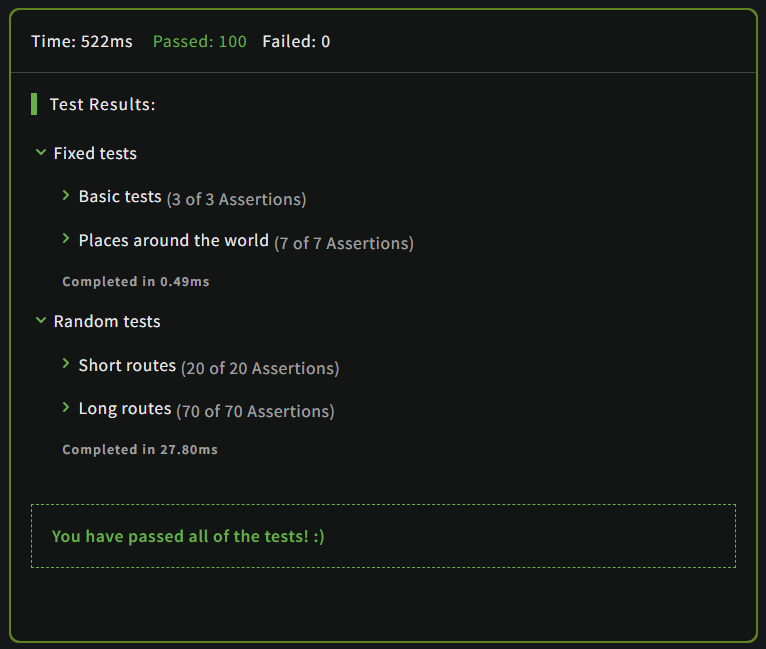 Time: 522ms Passed: 100 Failed: 0
Test Results:
Fixed tests
Basic tests (3 of 3 Assertions)
Places around the world (7 of 7 Assertions)
Completed in 0.49ms
Random tests
Short routes (20 of 20 Assertions)
Long routes (70 of 70 Assertions)
Completed in 27.80ms
You have passed all of the tests! :)